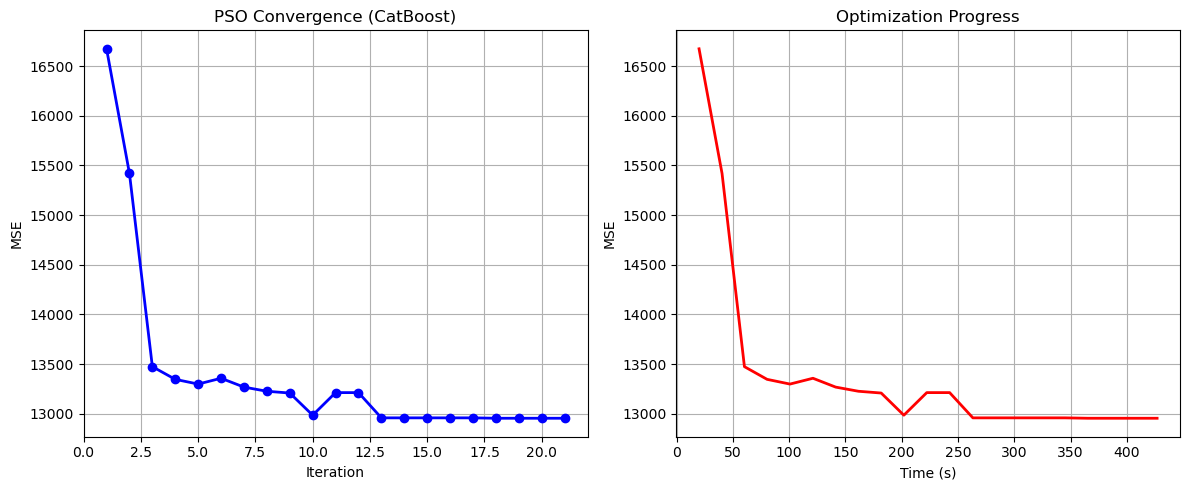 PSO Convergence (CatBoost)
MSE
16500
16000
15500
15000
14500
14000
13500
13000
0.0 2.5 5.0 7.5 10.0 12.5 15.0 17.5 20.0
Iteration
Optimization Progress
MSE
16500
16000
15500
15000
14500
14000
13500
13000
0 50 100 150 200 250 300 350 400
Time (s)